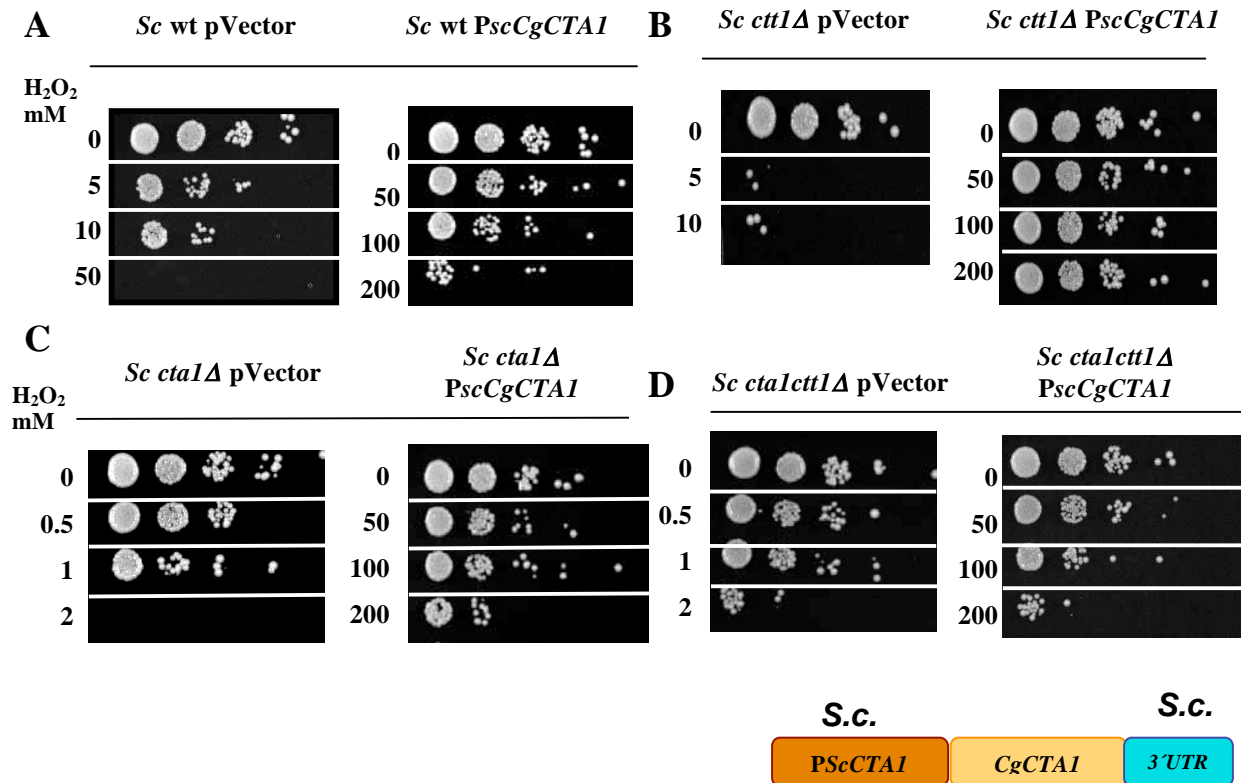 A
Sc wt pVector
Sc wt PscCgCTA1
H₂O₂
mM
0
5
10
50
0
50
100
200
B
Sc ctt1Δ pVector
Sc ctt1Δ PscCgCTA1
0
5
10
0
50
100
200
C
Sc cta1Δ pVector
Sc cta1Δ
PscCgCTA1
H₂O₂
mM
0
0.5
1
2
0
50
100
200
D
Sc cta1ctt1Δ pVector
Sc cta1ctt1Δ
PscCgCTA1
0
0.5
1
2
0
50
100
200
S.c.
S.c.
PScCTA1
CgCTA1
3´UTR